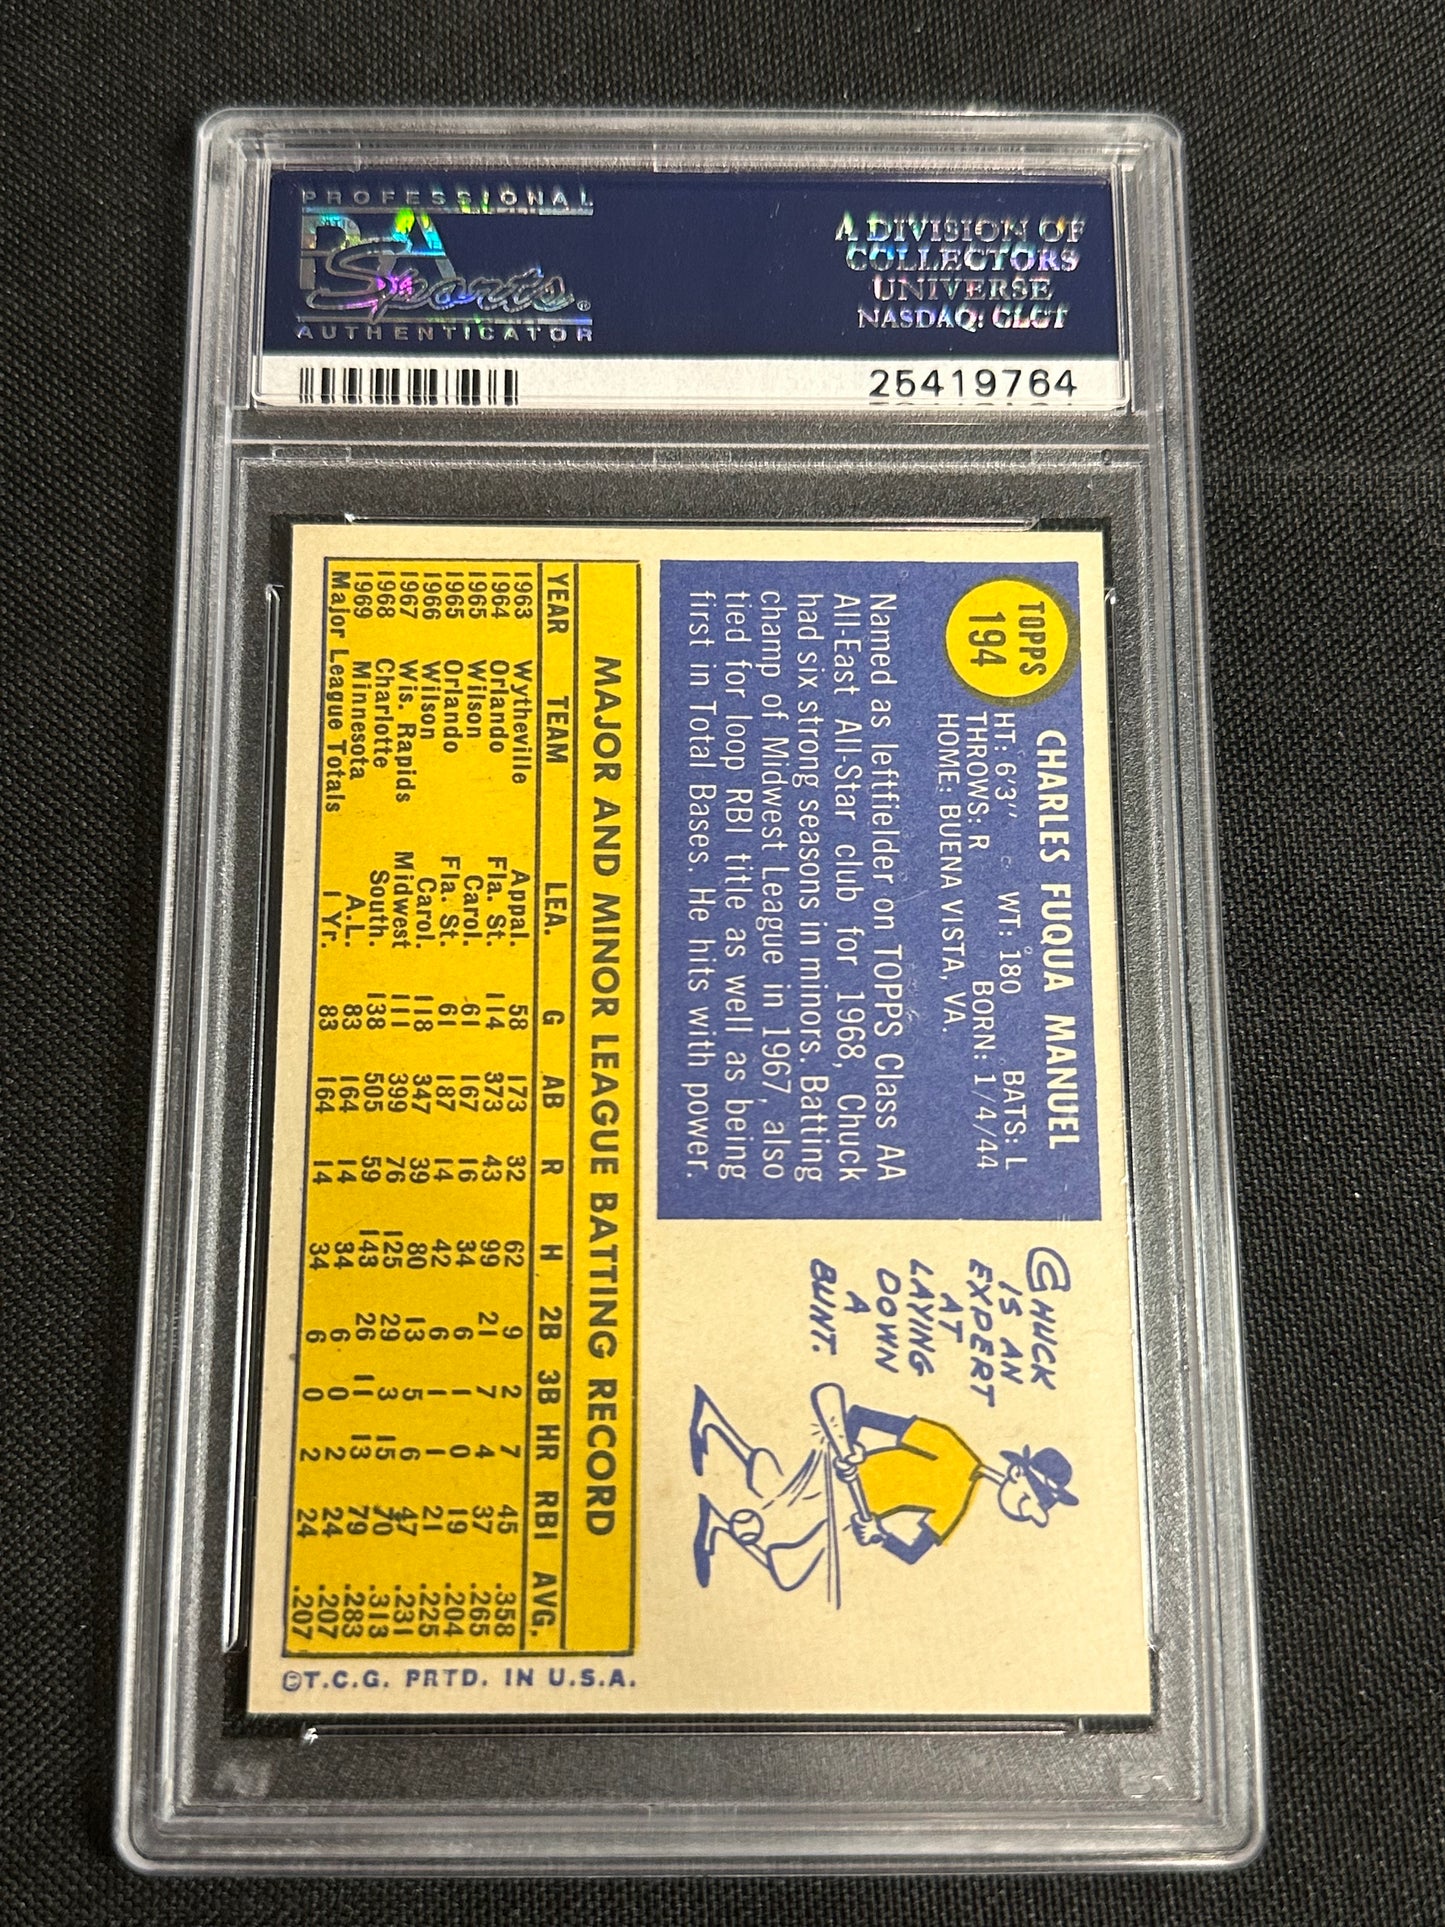 PROFESSIONAL
PSA
Sports®
AUTHENTICATOR
A DIVISION OF
COLLECTORS
UNIVERSE
NASDAQ: CLCT
25419764
TOPPS
194
CHARLES FUQUA MANUEL
HT: 6'3" WT: 180 BATS: L
THROWS: R BORN: 1/4/44
HOME: BUENA VISTA, VA.
Named as leftfielder on TOPPS Class AA
All-East All-Star club for 1968, Chuck
had six strong seasons in minors. Batting
champ of Midwest League in 1967, also
tied for loop RBI title as well as being
first in Total Bases. He hits with power.
CHUCK
IS AN
EXPERT
AT
LAYING
DOWN
A
BUNT.
MAJOR AND MINOR LEAGUE BATTING RECORD
YEAR TEAM LEA. G AB R H 2B 3B HR RBI AVG.
1963 Wytheville Appal. 58 173 32 62 9 2 7 45 .358
1964 Orlando Fla. St. 114 373 43 99 21 7 4 37 .265
1965 Wilson Carol. 61 167 16 34 6 1 0 19 .204
1965 Orlando Fla. St. 61 187 14 42 6 1 1 21 .225
1966 Wilson Carol. 118 347 39 80 13 5 6 47 .231
1967 Wis. Rapids Midwest 111 399 76 125 29 3 15 70 .313
1968 Charlotte South. 138 505 59 143 26 11 13 79 .283
1969 Minnesota A.L. 83 164 14 34 6 0 2 24 .207
Major League Totals 1 Yr. 83 164 14 34 6 0 2 24 .207
©T.C.G. PRTD. IN U.S.A.